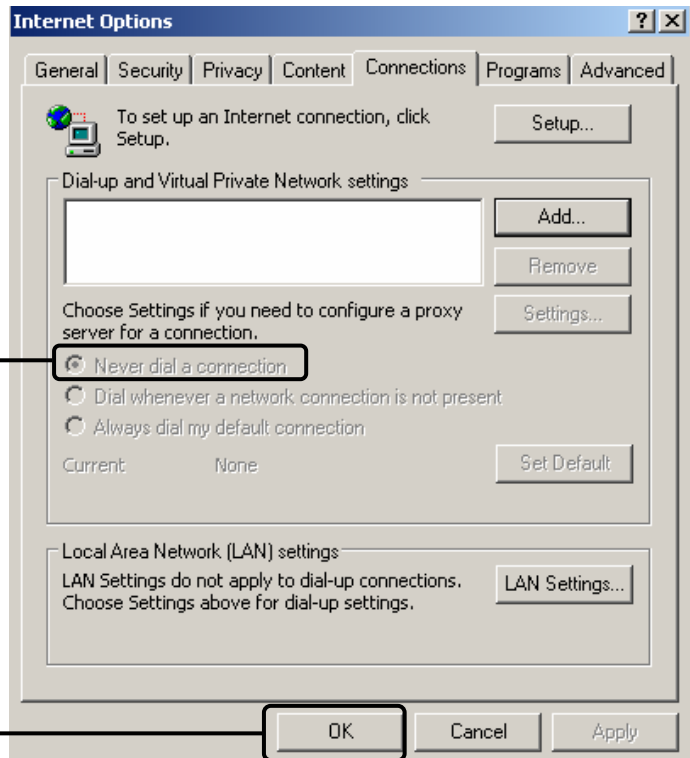 Internet Options
General Security Privacy Content Connections Programs Advanced
To set up an Internet connection, click
Setup.
Setup...
Dial-up and Virtual Private Network settings
Add...
Remove
Choose Settings if you need to configure a proxy
server for a connection.
Settings...
Never dial a connection
Dial whenever a network connection is not present
Always dial my default connection
Current None Set Default
Local Area Network (LAN) settings
LAN Settings do not apply to dial-up connections.
Choose Settings above for dial-up settings.
LAN Settings...
OK Cancel Apply